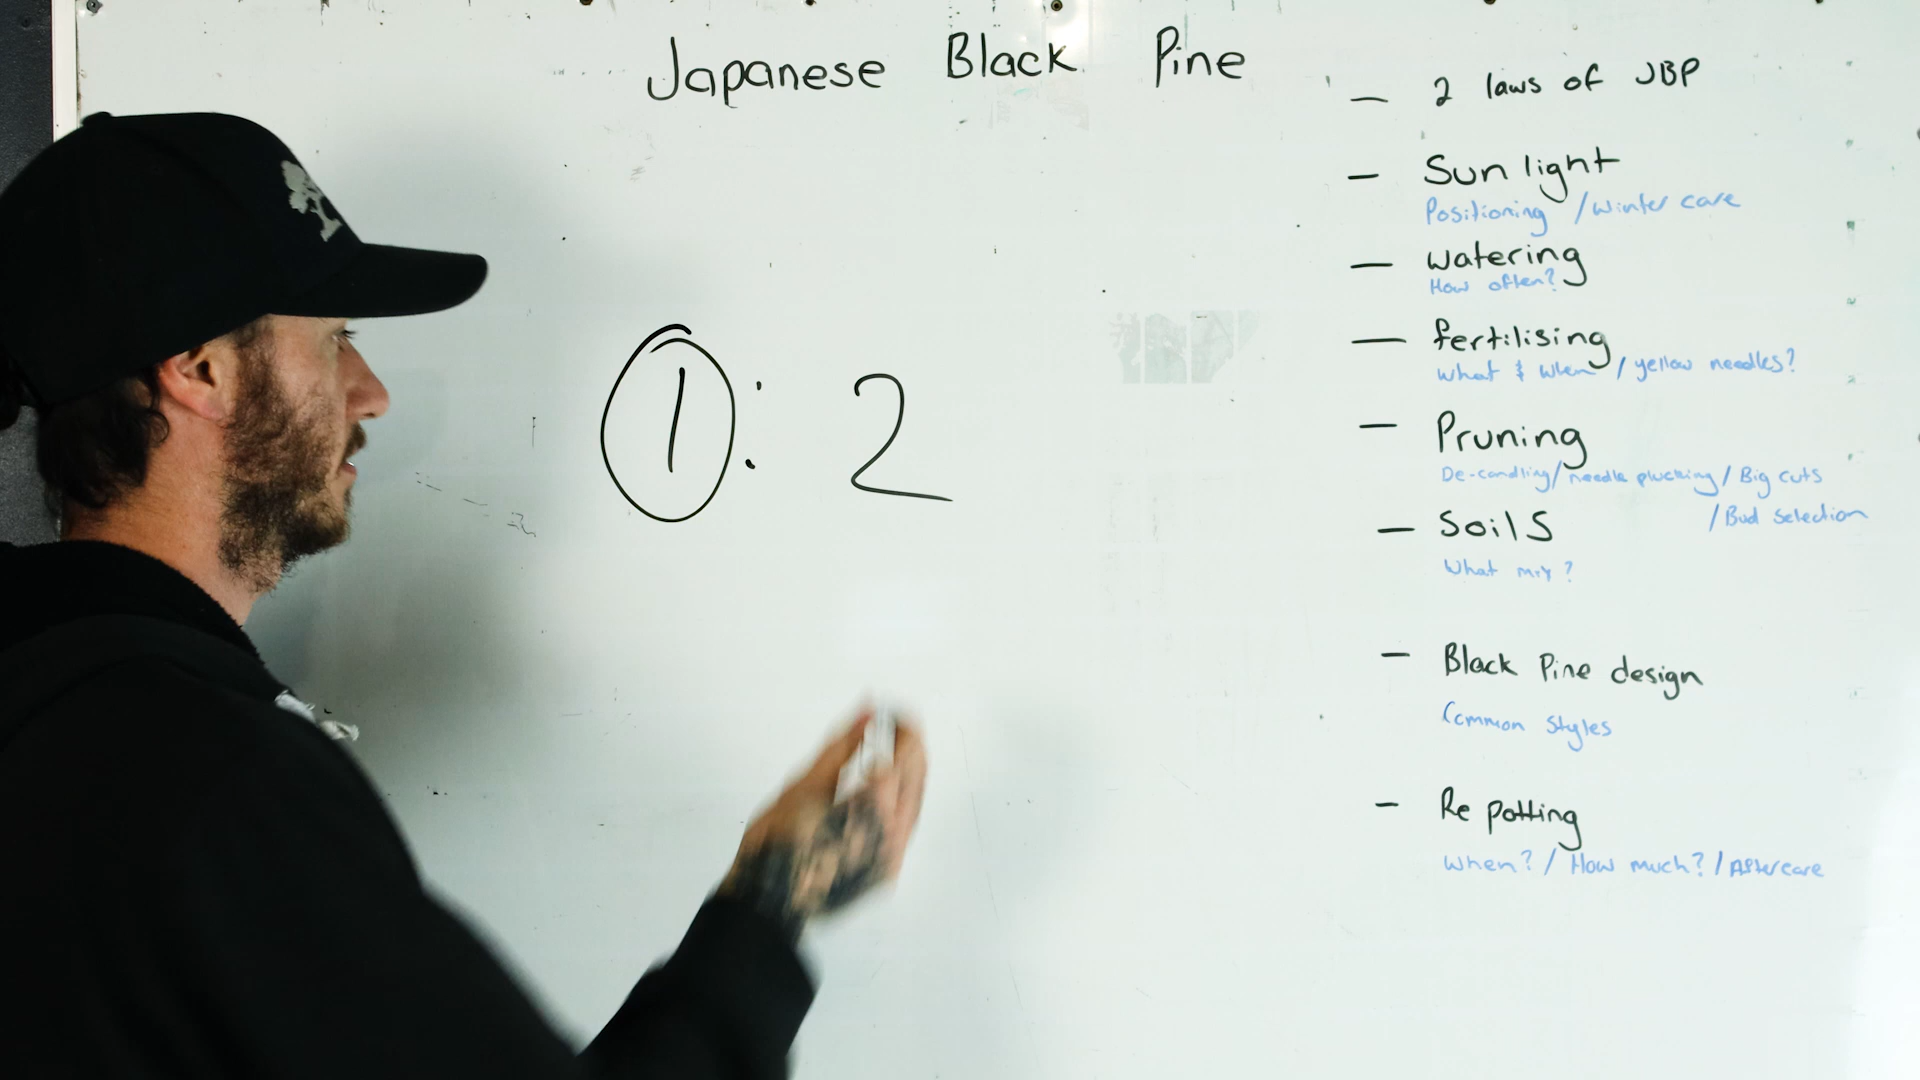 Japanese Black Pine
1 : 2
– 2 laws of JBP
– Sun light
Positioning / winter care
– watering
How often?
– fertilising
what & when / yellow needles?
– Pruning
De-candling / needle plucking / Big cuts
/ Bud Selection
– Soils
What mix?
– Black Pine design
Common Styles
– Re potting
When? / How much? / Aftercare